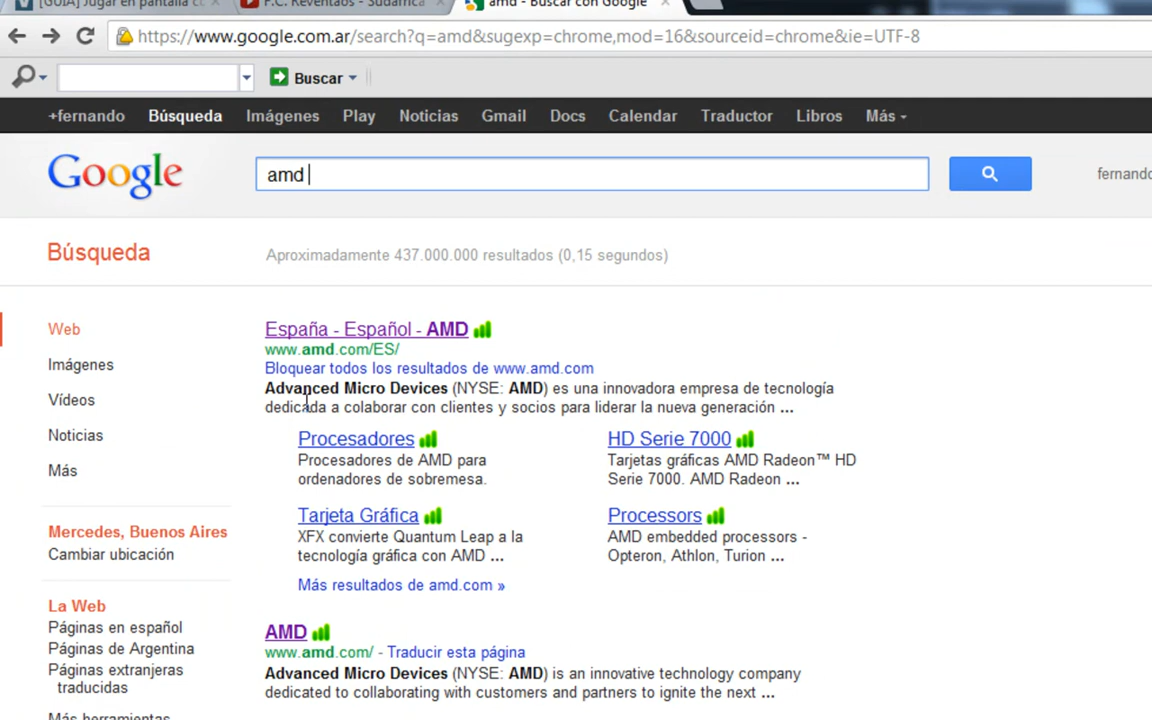 [GUIA] Jugar en pantalla co
P.C. Reventaos - Sudáfrica
amd - Buscar con Google
https://www.google.com.ar/search?q=amd&sugexp=chrome,mod=16&sourceid=chrome&ie=UTF-8
Buscar
+fernando Búsqueda Imágenes Play Noticias Gmail Docs Calendar Traductor Libros Más
Google
amd
fernando
Búsqueda
Aproximadamente 437.000.000 resultados (0,15 segundos)
Web
Imágenes
Vídeos
Noticias
Más
Mercedes, Buenos Aires
Cambiar ubicación
La Web
Páginas en español
Páginas de Argentina
Páginas extranjeras
traducidas
Más herramientas
España - Español - AMD
www.amd.com/ES/
Bloquear todos los resultados de www.amd.com
Advanced Micro Devices (NYSE: AMD) es una innovadora empresa de tecnología
dedicada a colaborar con clientes y socios para liderar la nueva generación ...
Procesadores
Procesadores de AMD para
ordenadores de sobremesa.
HD Serie 7000
Tarjetas gráficas AMD Radeon™ HD
Serie 7000. AMD Radeon ...
Tarjeta Gráfica
XFX convierte Quantum Leap a la
tecnología gráfica con AMD ...
Processors
AMD embedded processors -
Opteron, Athlon, Turion ...
Más resultados de amd.com »
AMD
www.amd.com/ - Traducir esta página
Advanced Micro Devices (NYSE: AMD) is an innovative technology company
dedicated to collaborating with customers and partners to ignite the next ...